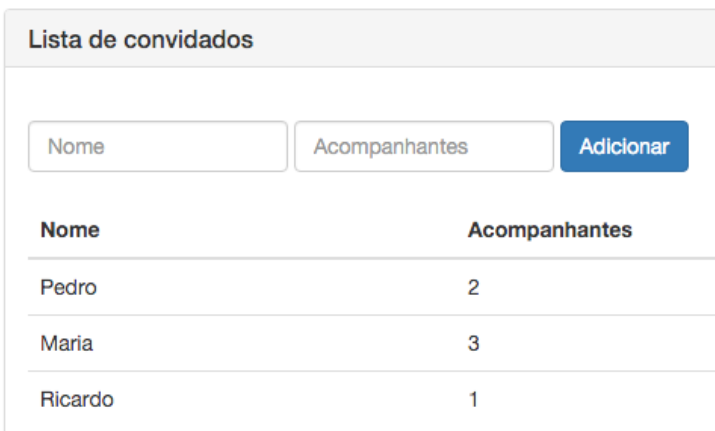 Lista de convidados
Nome Acompanhantes Adicionar
Nome Acompanhantes
Pedro 2
Maria 3
Ricardo 1